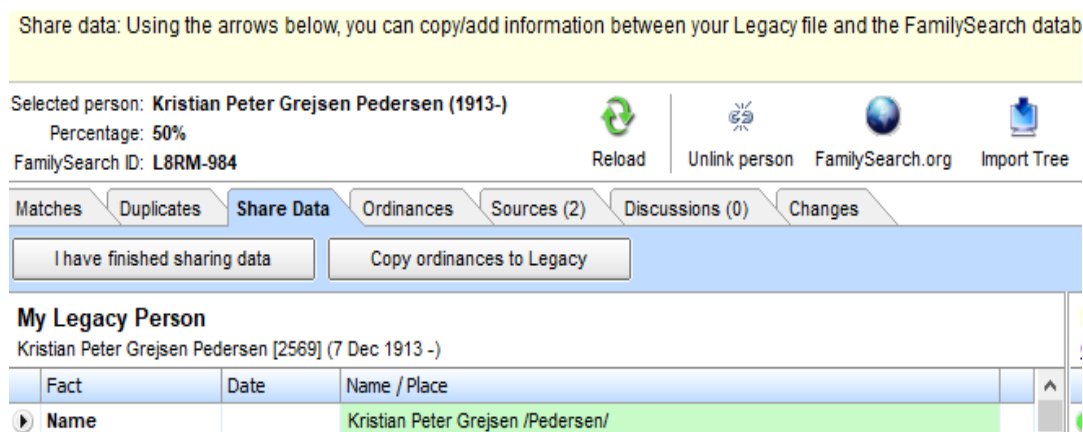 Share data: Using the arrows below, you can copy/add information between your Legacy file and the FamilySearch
Selected person: Kristian Peter Grejsen Pedersen (1913-)
Percentage: 50%
FamilySearch ID: L8RM-984
Reload
Unlink person
FamilySearch.org
Import Tree
Matches Duplicates Share Data Ordinances Sources (2) Discussions (0) Changes
I have finished sharing data Copy ordinances to Legacy
My Legacy Person
Kristian Peter Grejsen Pedersen [2569] (7 Dec 1913 -)
Fact Date Name / Place
Name Kristian Peter Grejsen /Pedersen/